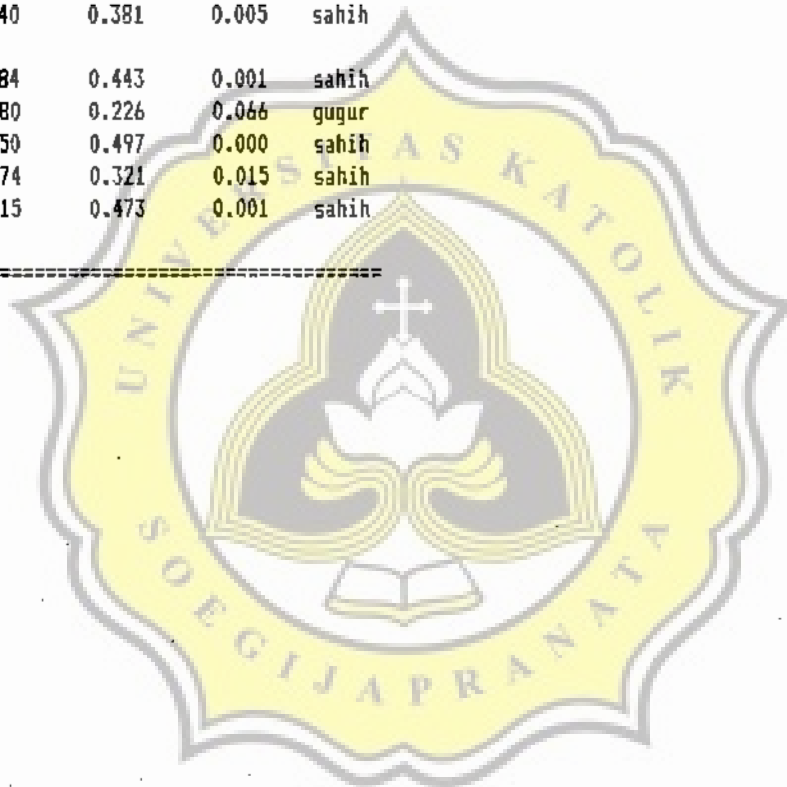 40 0.381 0.005 sahih
84 0.443 0.001 sahih
80 0.226 0.066 gugur
50 0.497 0.000 sahih
74 0.321 0.015 sahih
15 0.473 0.001 sahih
==================================
UNIVERSITAS KATOLIK
SOEGIJAPRANATA